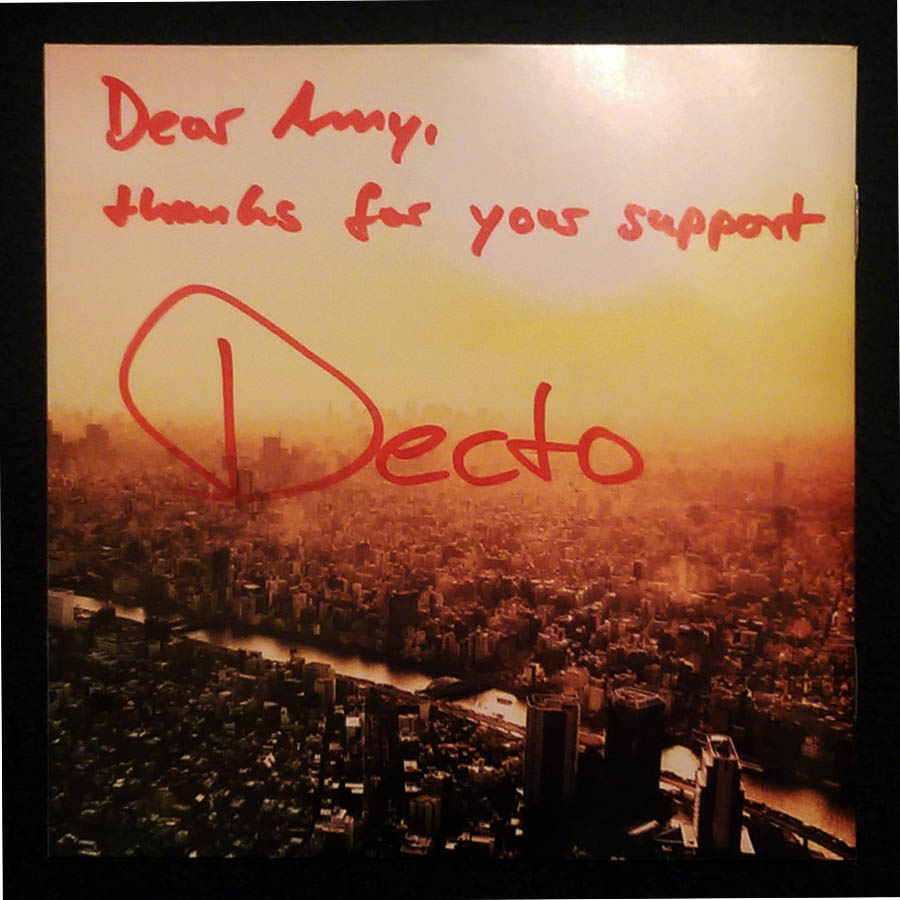 Dear Amy,
thanks for your support
Decto